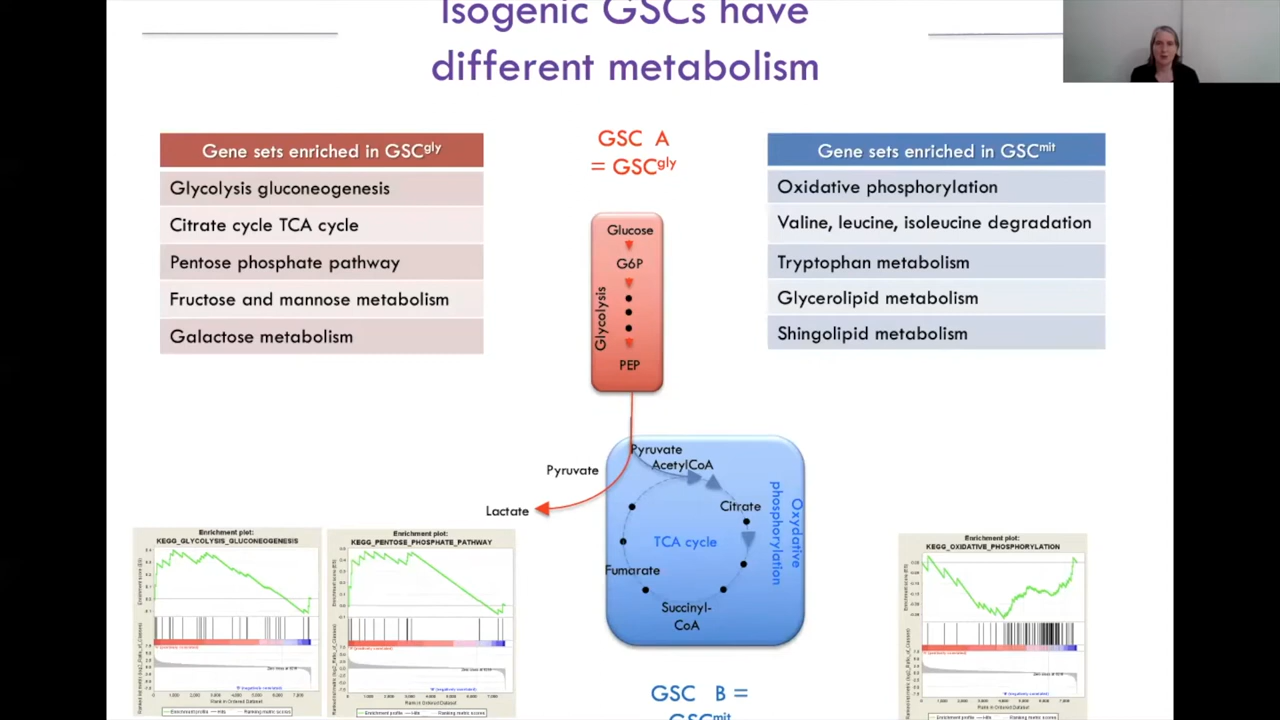 Isogenic GSCs have
different metabolism
Gene sets enriched in GSCgly
Glycolysis gluconeogenesis
Citrate cycle TCA cycle
Pentose phosphate pathway
Fructose and mannose metabolism
Galactose metabolism
GSC A
= GSCgly
Glucose
G6P
Glycolysis
PEP
Gene sets enriched in GSCmit
Oxidative phosphorylation
Valine, leucine, isoleucine degradation
Tryptophan metabolism
Glycerolipid metabolism
Shingolipid metabolism
Pyruvate
Lactate
Pyruvate
AcetylCoA
Citrate
TCA cycle
Fumarate
Succinyl-
CoA
Oxydative
phosphorylation
Enrichment plot:
KEGG_GLYCOLYSIS_GLUCONEOGENESIS
Enrichment plot:
KEGG_PENTOSE_PHOSPHATE_PATHWAY
Enrichment plot:
KEGG_OXIDATIVE_PHOSPHORYLATION
GSC B =
GSCmit